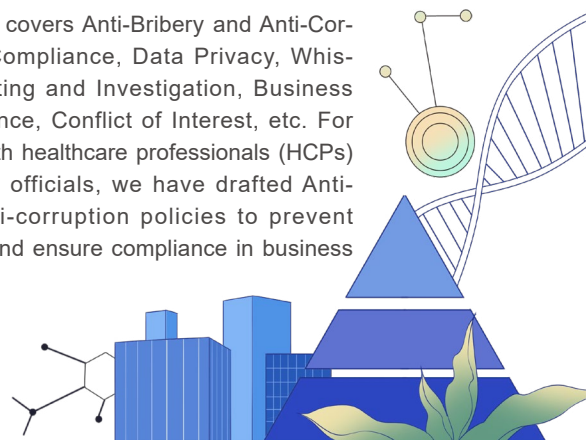 covers Anti-Bribery and Anti-Cor-
Compliance, Data Privacy, Whis-
ting and Investigation, Business
nce, Conflict of Interest, etc. For
th healthcare professionals (HCPs)
officials, we have drafted Anti-
i-corruption policies to prevent
nd ensure compliance in business